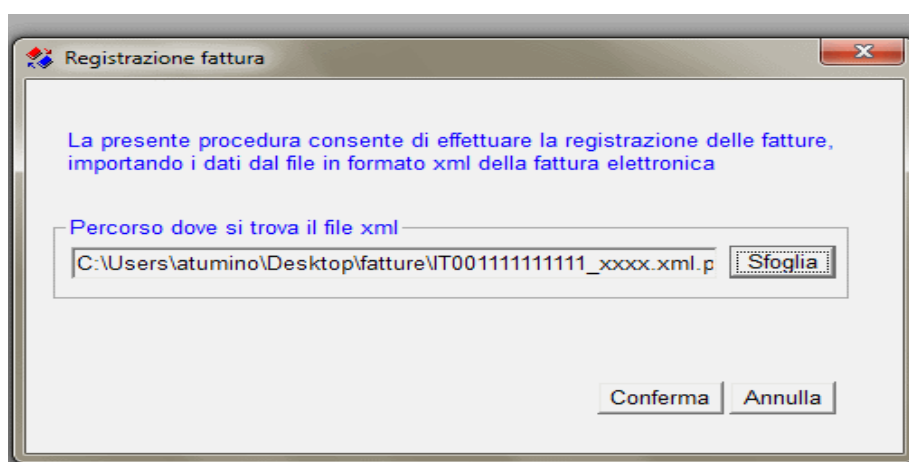 Registrazione fattura
La presente procedura consente di effettuare la registrazione delle fatture,
importando i dati dal file in formato xml della fattura elettronica
Percorso dove si trova il file xml
C:\Users\atumino\Desktop\fatture\IT001111111111_xxxx.xml.p
Sfoglia
Conferma Annulla